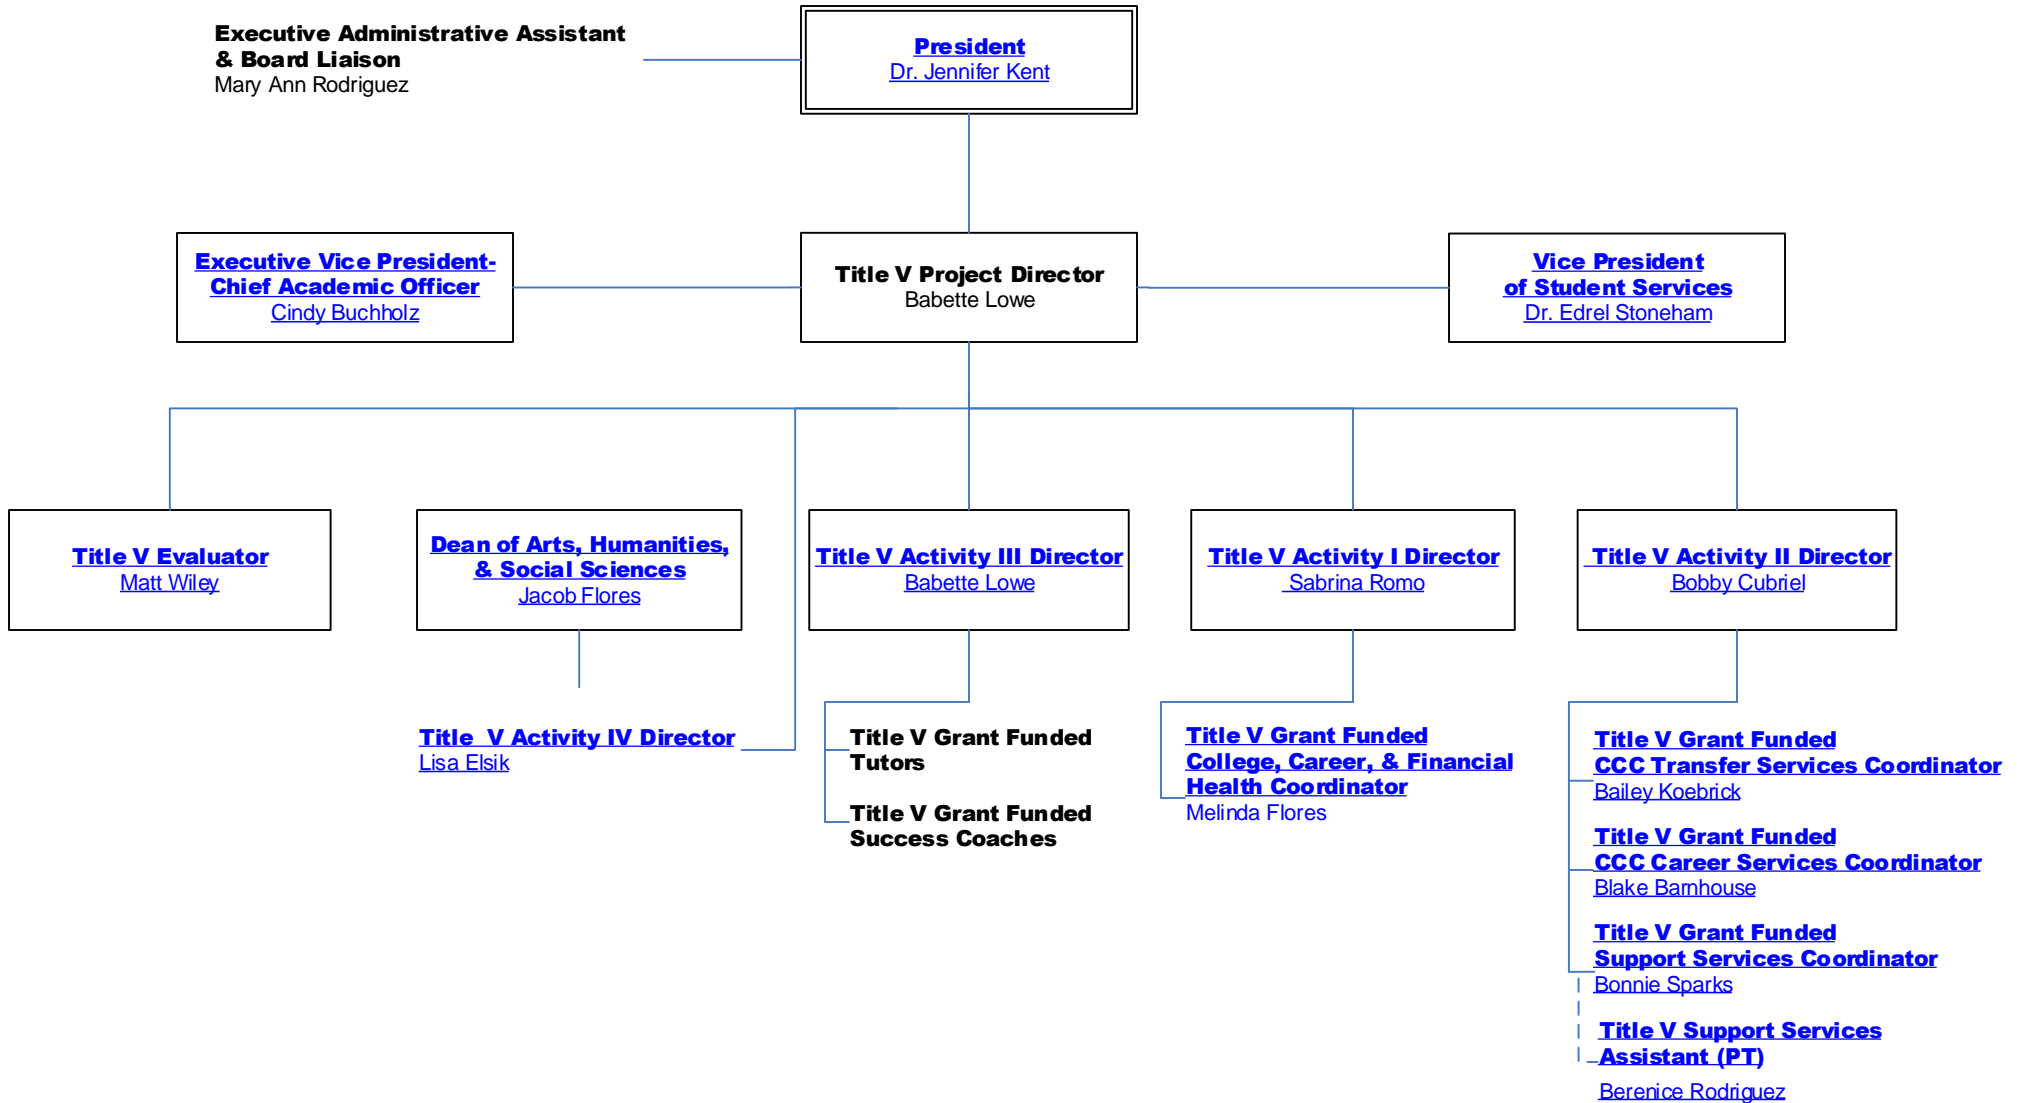 Executive Administrative Assistant
& Board Liaison
Mary Ann Rodriguez
President
Dr. Jennifer Kent
Executive Vice President-
Chief Academic Officer
Cindy Buchholz
Title V Project Director
Babette Lowe
Vice President
of Student Services
Dr. Edrel Stoneham
Title V Evaluator
Matt Wiley
Dean of Arts, Humanities,
& Social Sciences
Jacob Flores
Title V Activity III Director
Babette Lowe
Title V Activity I Director
Sabrina Romo
Title V Activity II Director
Bobby Cubriel
Title V Activity IV Director
Lisa Elsik
Title V Grant Funded
Tutors
Title V Grant Funded
Success Coaches
Title V Grant Funded
College, Career, & Financial
Health Coordinator
Melinda Flores
Title V Grant Funded
CCC Transfer Services Coordinator
Bailey Koebrick
Title V Grant Funded
CCC Career Services Coordinator
Blake Barnhouse
Title V Grant Funded
Support Services Coordinator
Bonnie Sparks
Title V Support Services
Assistant (PT)
Berenice Rodriguez